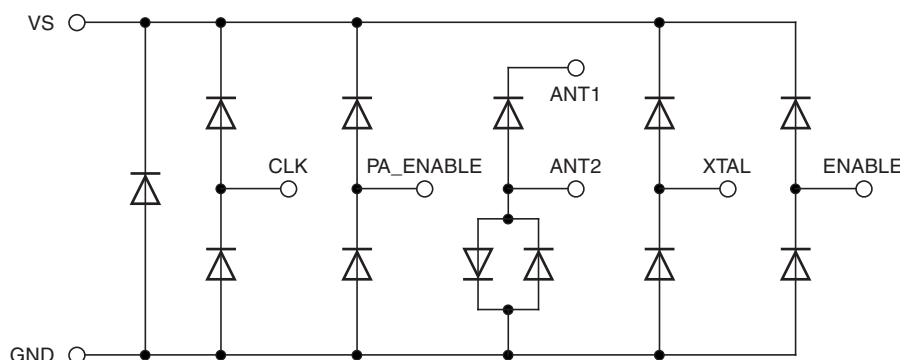 VS
ANT1
CLK
PA_ENABLE
ANT2
XTAL
ENABLE
GND